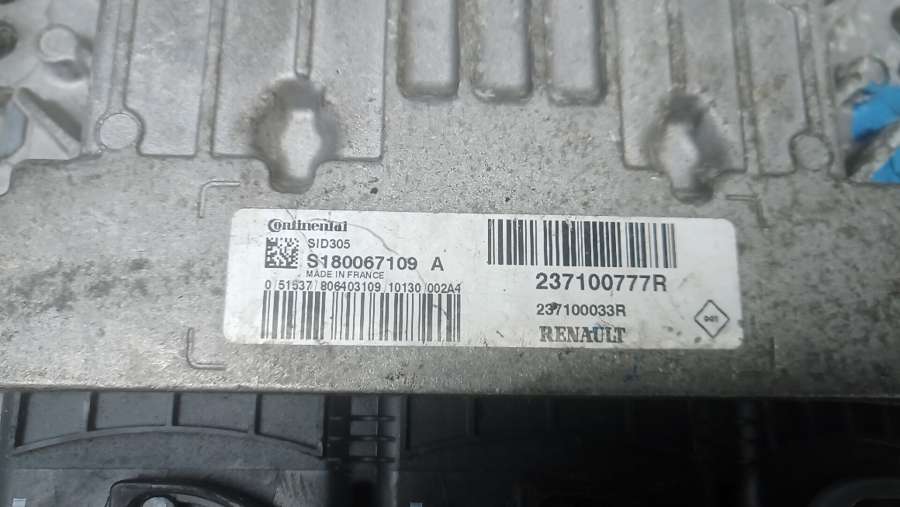 Continental
SID305
S180067109 A
MADE IN FRANCE
0 51537 806403109 10130 002A4
237100777R
237100033R
RENAULT